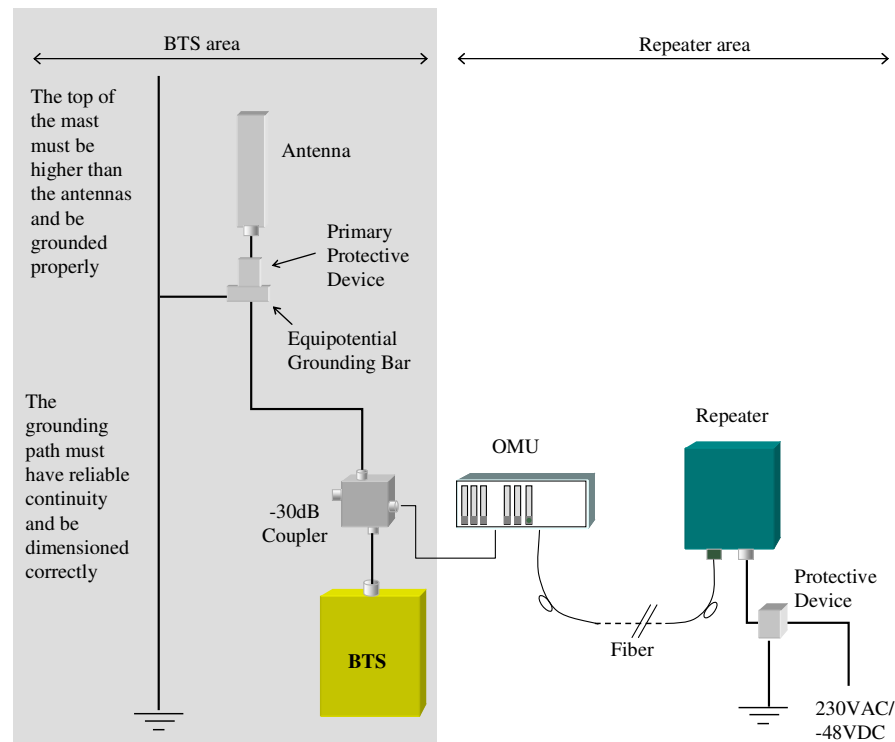 BTS area
Repeater area
The top of
the mast
must be
higher than
the antennas
and be
grounded
properly
Antenna
Primary
Protective
Device
Equipotential
Grounding Bar
The
grounding
path must
have reliable
continuity
and be
dimensioned
correctly
-30dB
Coupler
BTS
OMU
Repeater
Fiber
Protective
Device
230VAC/
-48VDC